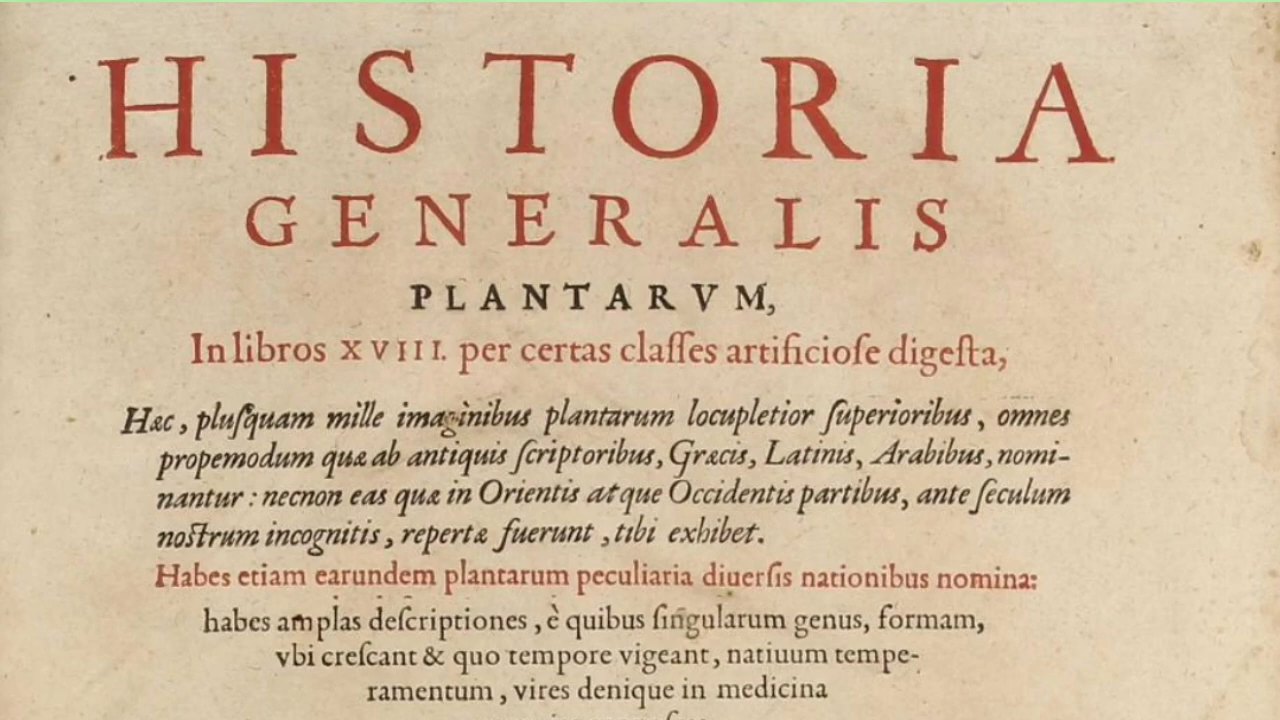 HISTORIA
GENERALIS
PLANTARVM,
In libros XVIII. per certas claſſes artificioſe digeſta,
Hæc, pluſquam mille imaginibus plantarum locupletior ſuperioribus, omnes
propemodum quæ ab antiquis ſcriptoribus, Græcis, Latinis, Arabibus, nomi-
nantur: necnon eas quæ in Orientis atque Occidentis partibus, ante ſeculum
noſtrum incognitis, repertæ fuerunt, tibi exhibet.
Habes etiam earundem plantarum peculiaria diuerſis nationibus nomina:
habes amplas deſcriptiones, è quibus ſingularum genus, formam,
vbi creſcant & quo tempore vigeant, natiuum tempe-
ramentum, vires denique in medicina